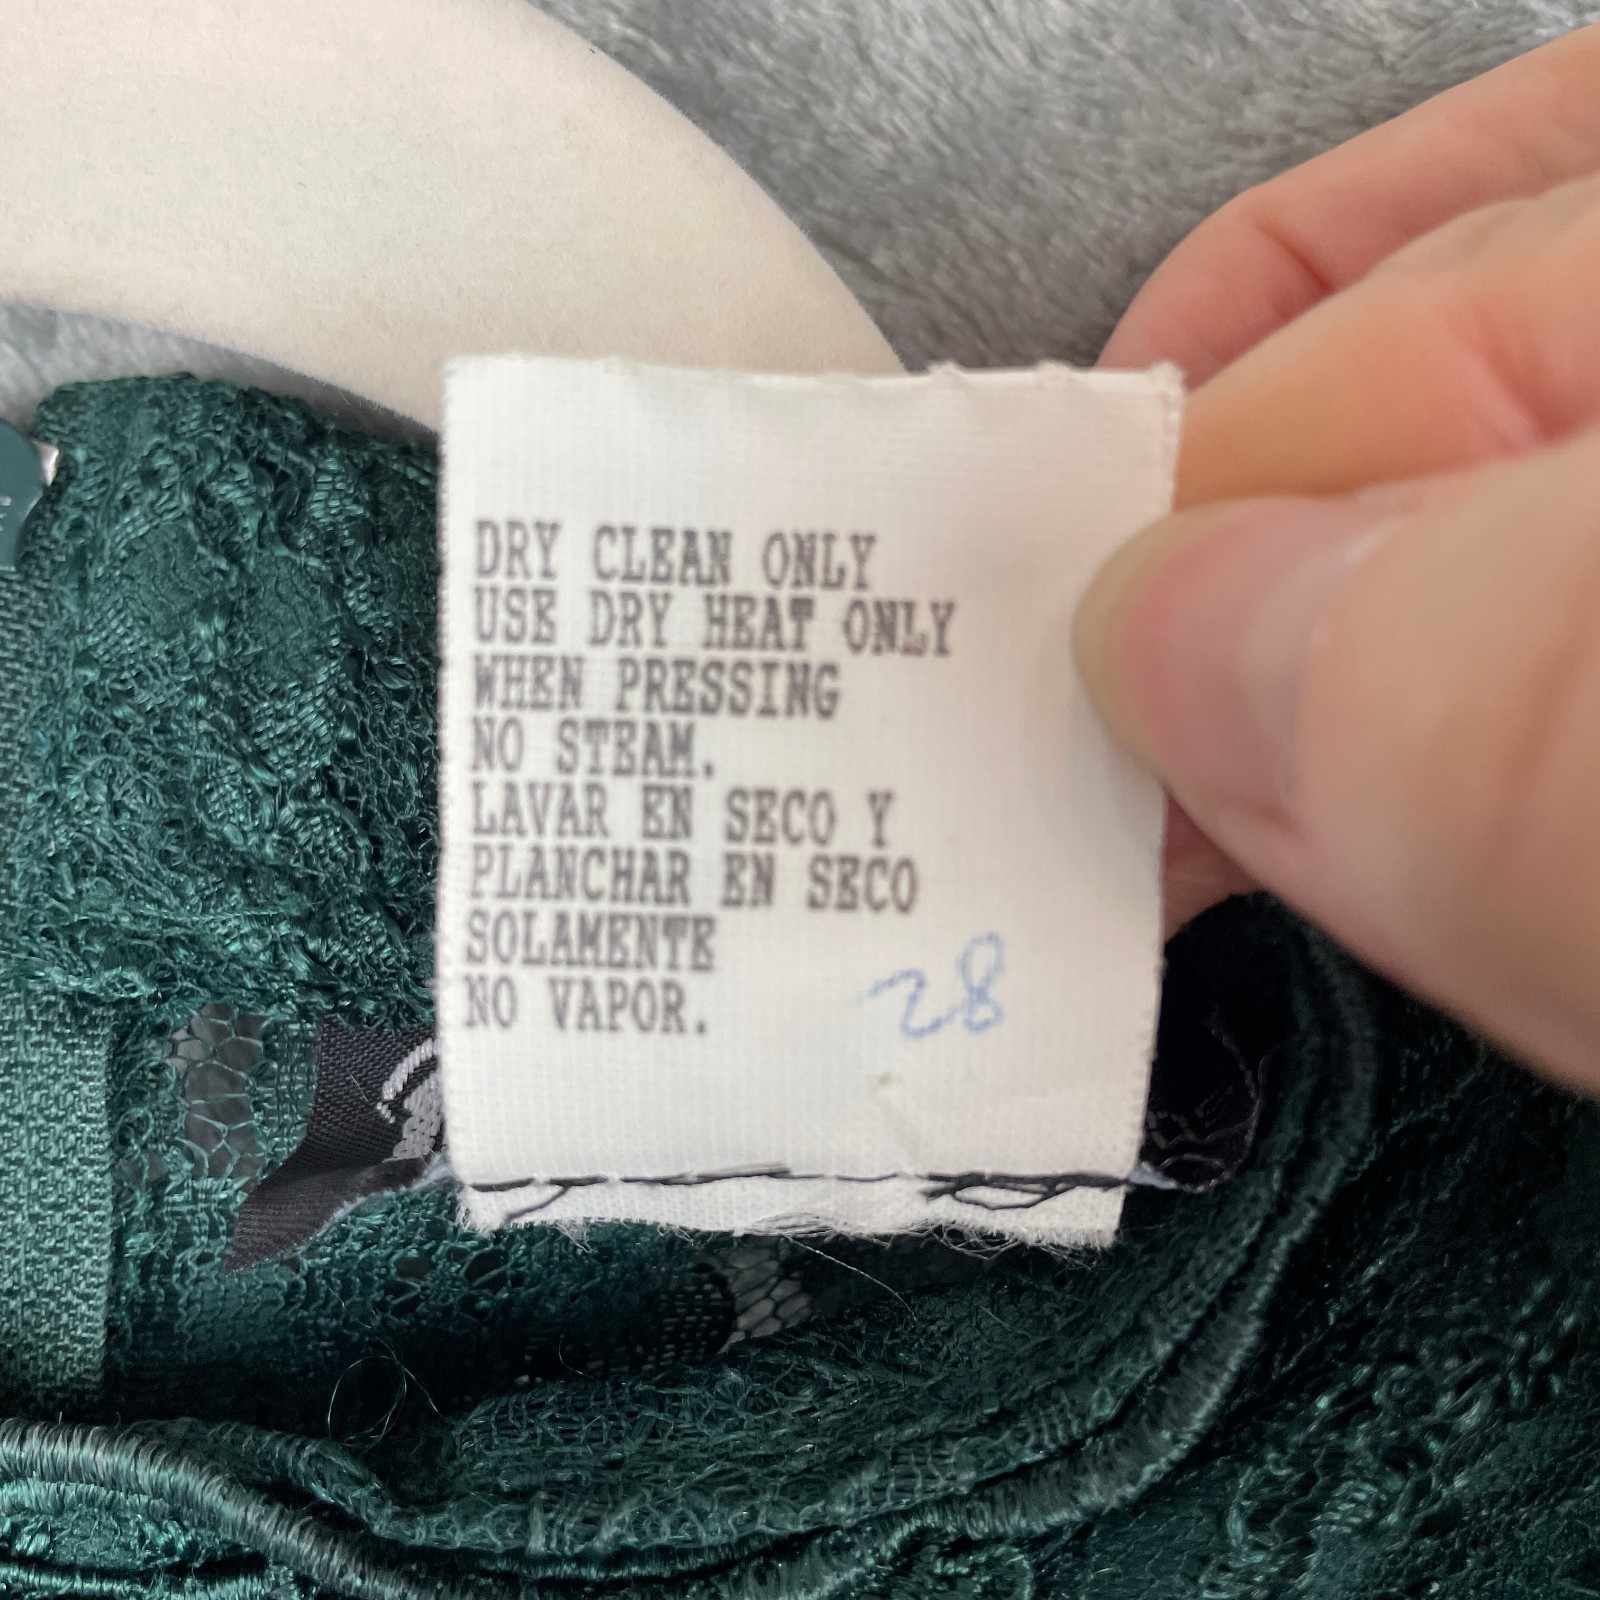 DRY CLEAN ONLY
USE DRY HEAT ONLY
WHEN PRESSING
NO STEAM.
LAVAR EN SECO Y
PLANCHAR EN SECO
SOLAMENTE
NO VAPOR.
28